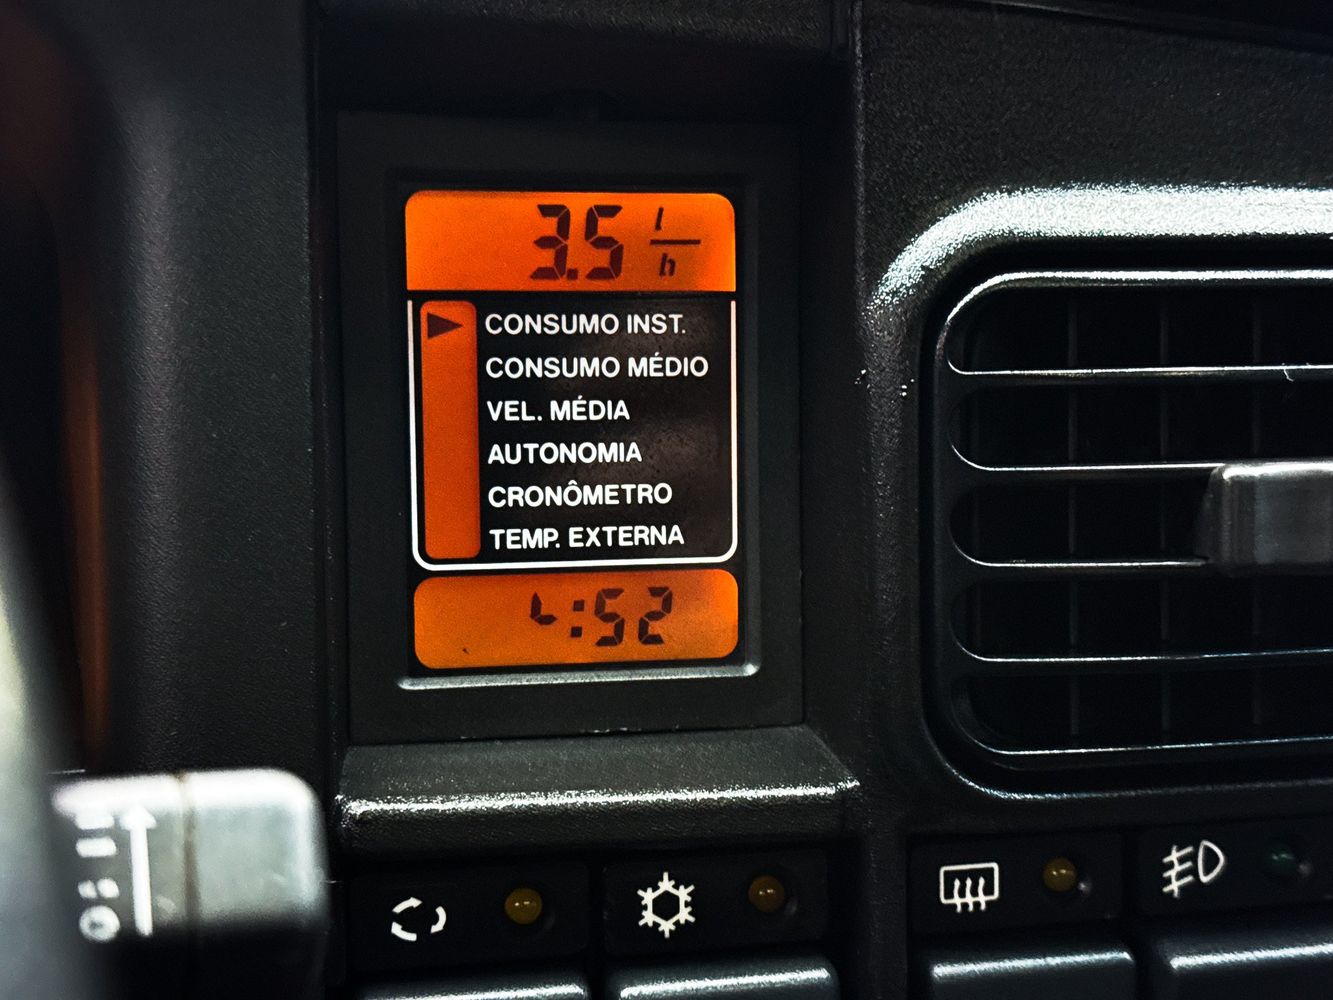 3.5 l/h
CONSUMO INST.
CONSUMO MÉDIO
VEL. MÉDIA
AUTONOMIA
CRONÔMETRO
TEMP. EXTERNA
4:52